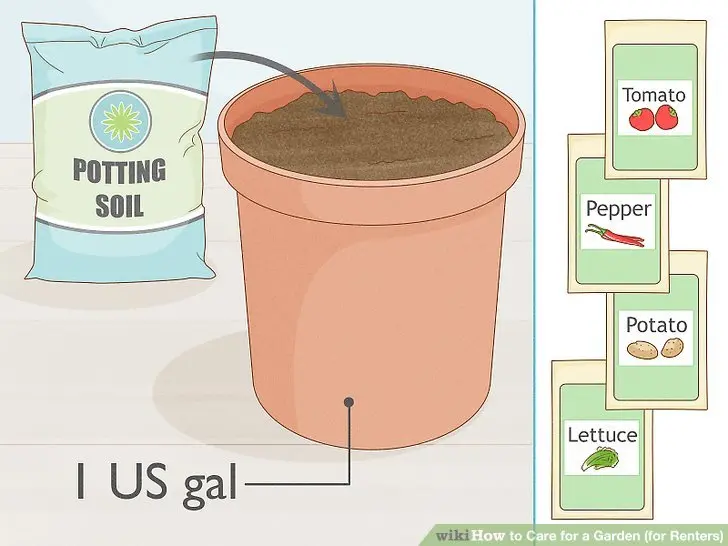 POTTING
SOIL
1 US gal
Tomato
Pepper
Potato
Lettuce
wikiHow to Care for a Garden (for Renters)